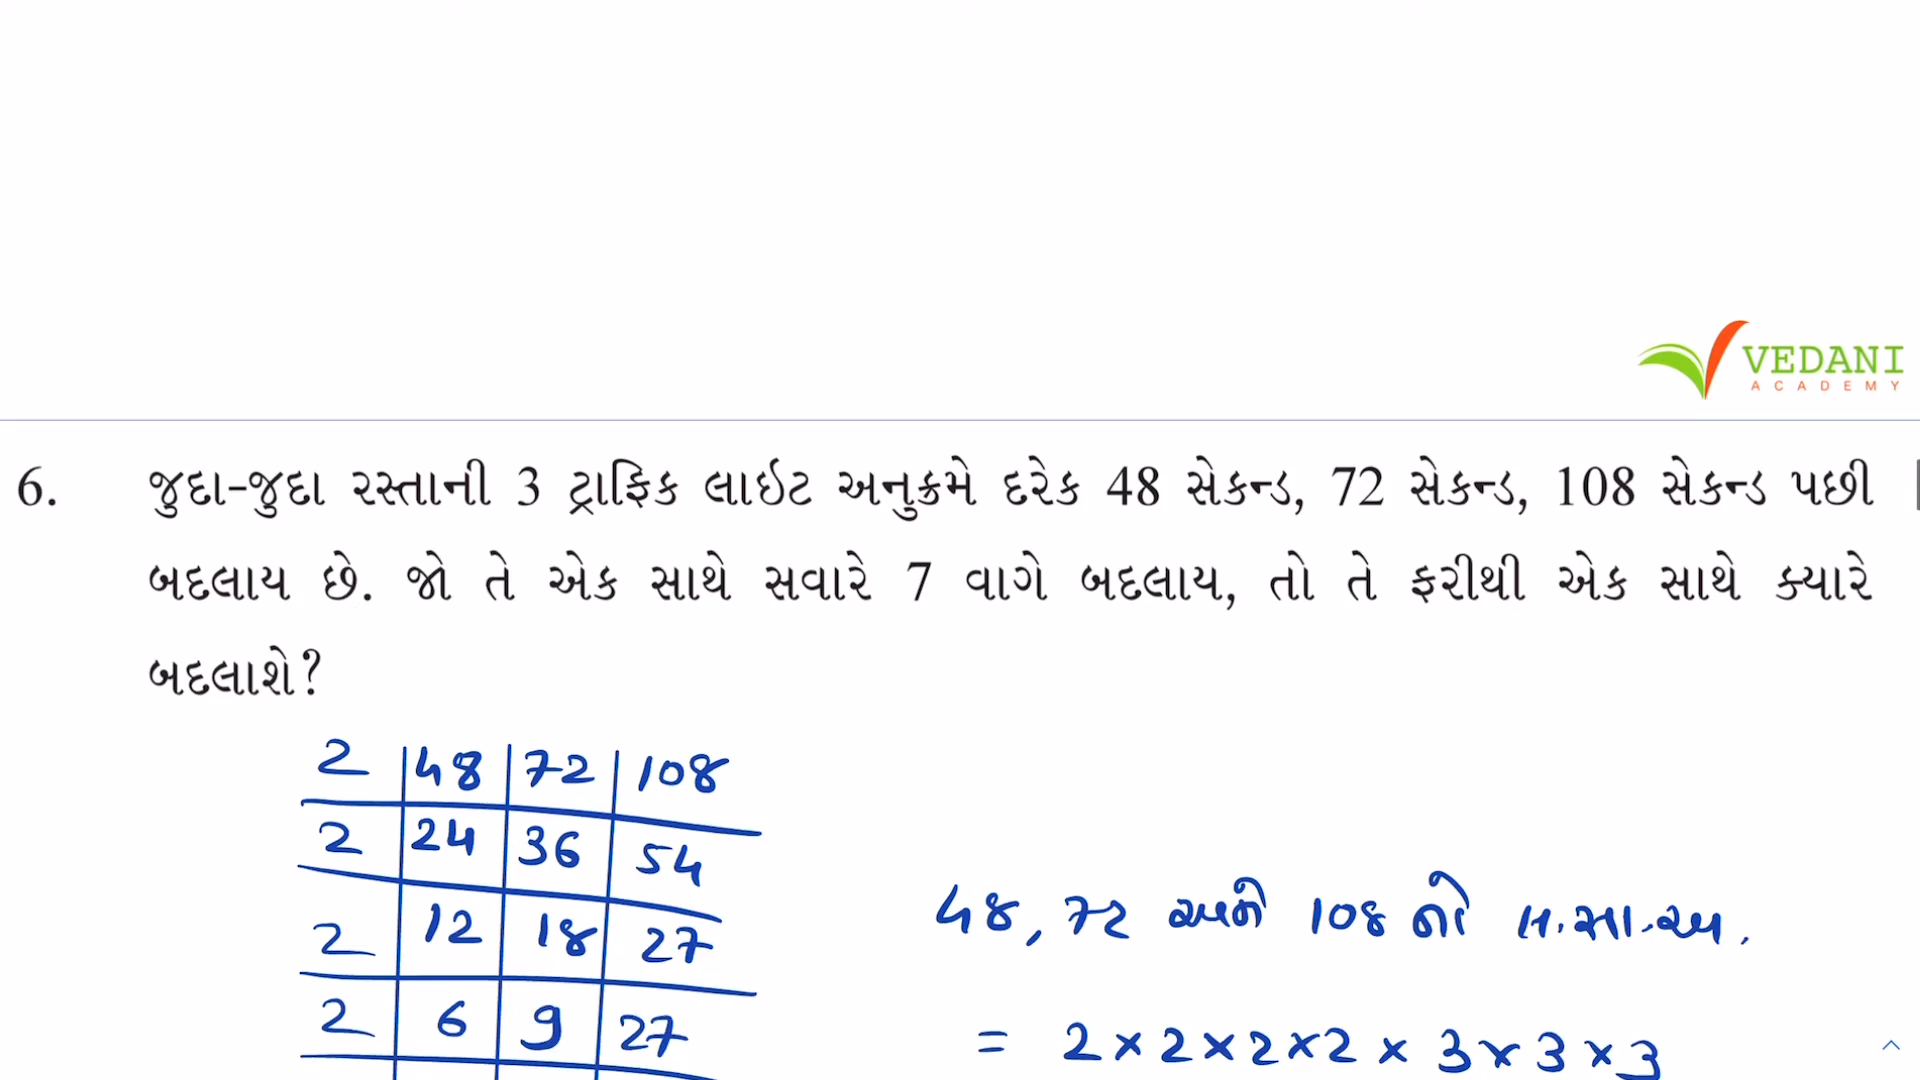 VEDANI
ACADEMY
6. જુદા-જુદા રસ્તાની 3 ટ્રાફિક લાઇટ અનુક્રમે દરેક 48 સેકન્ડ, 72 સેકન્ડ, 108 સેકન્ડ પછી
બદલાય છે. જો તે એક સાથે સવારે 7 વાગે બદલાય, તો તે ફરીથી એક સાથે ક્યારે
બદલાશે?
2 48 72 108
2 24 36 54
2 12 18 27
2 6 9 27
48, 72 અને 108 નો લ.સા.અ.
= 2 × 2 × 2 × 2 × 3 × 3 × 3